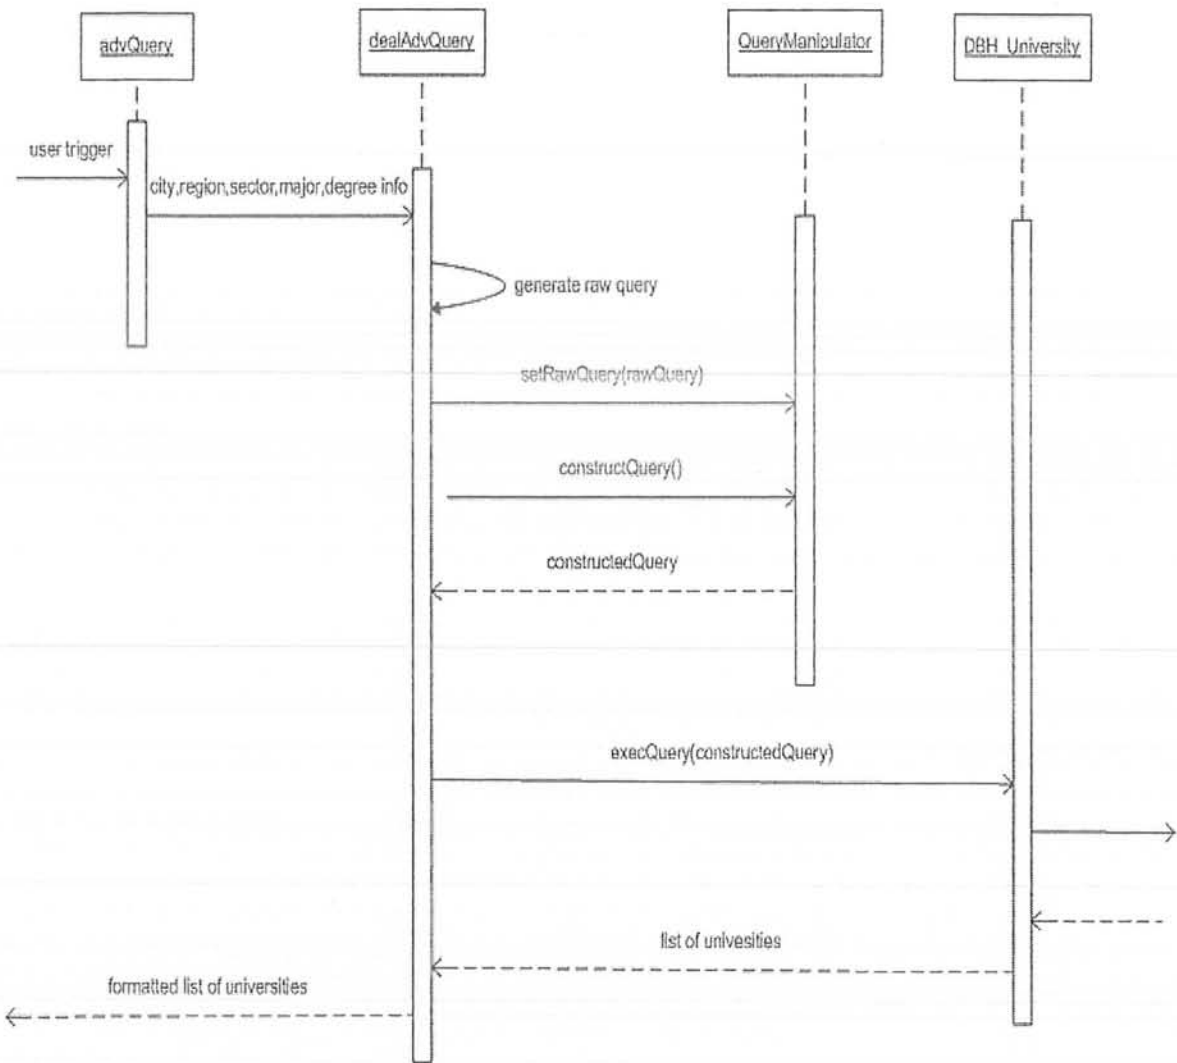 advQuery
dealAdvQuery
QueryManipulator
DBH_University
user trigger
city,region,sector,major,degree info
generate raw query
setRawQuery(rawQuery)
constructQuery()
constructedQuery
execQuery(constructedQuery)
list of univesities
formatted list of universities